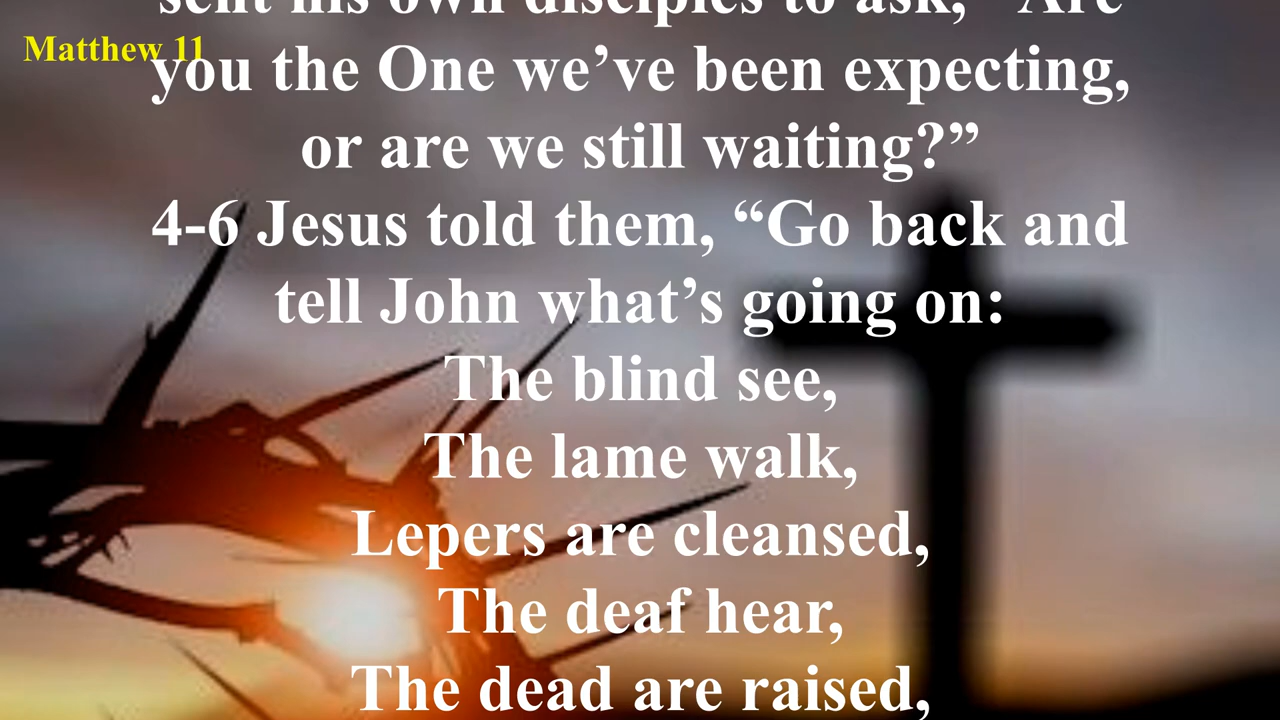 sent his own disciples to ask, “Are
Matthew 11
you the One we’ve been expecting,
or are we still waiting?”
4-6 Jesus told them, “Go back and
tell John what’s going on:
The blind see,
The lame walk,
Lepers are cleansed,
The deaf hear,
The dead are raised,